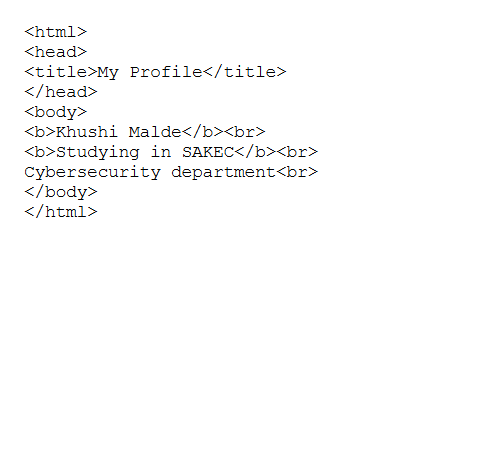 <html>
<head>
<title>My Profile</title>
</head>
<body>
<b>Khushi Malde</b><br>
<b>Studying in SAKEC</b><br>
Cybersecurity department<br>
</body>
</html>